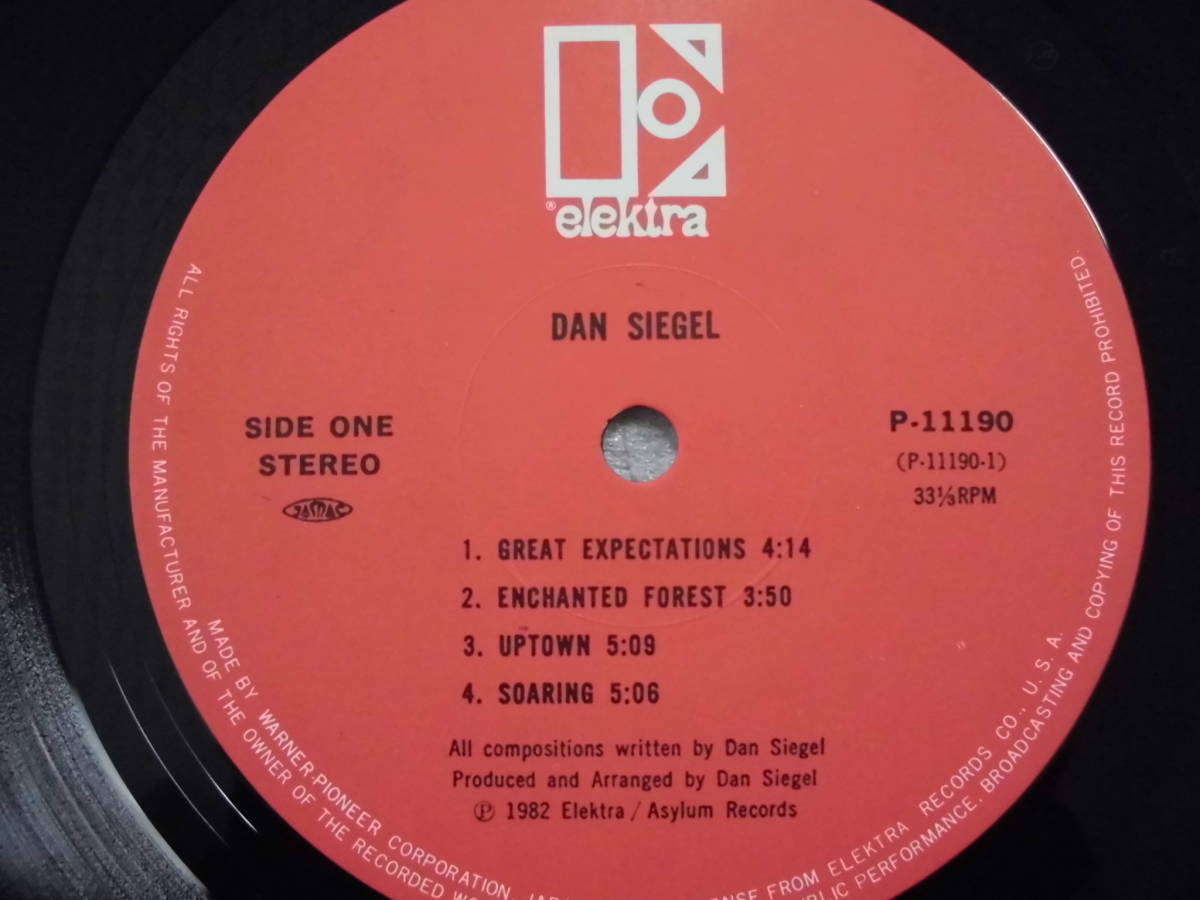 ® elektra
DAN SIEGEL
SIDE ONE
STEREO
JASRAC
P-11190
(P-11190-1)
33⅓RPM
1. GREAT EXPECTATIONS 4:14
2. ENCHANTED FOREST 3:50
3. UPTOWN 5:09
4. SOARING 5:06
All compositions written by Dan Siegel
Produced and Arranged by Dan Siegel
Ⓟ 1982 Elektra / Asylum Records
ALL RIGHTS OF THE MANUFACTURER AND OF THE OWNER OF THE RECORDED
PUBLIC PERFORMANCE, BROADCASTING AND COPYING OF THIS RECORD PROHIBITED.
MADE BY WARNER-PIONEER CORPORATION,
FROM ELEKTRA RECORDS CO., U. S. A.